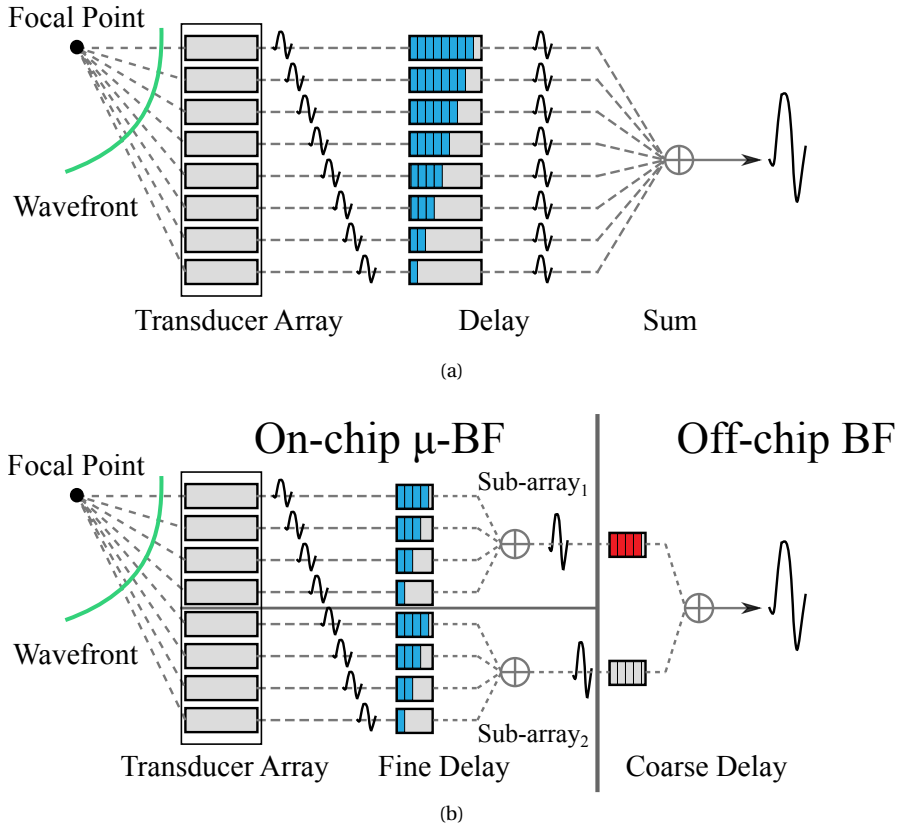 Focal Point
Wavefront
Transducer Array
Delay
Sum
(a)
On-chip μ-BF
Off-chip BF
Focal Point
Sub-array1
Wavefront
Sub-array2
Transducer Array
Fine Delay
Coarse Delay
(b)